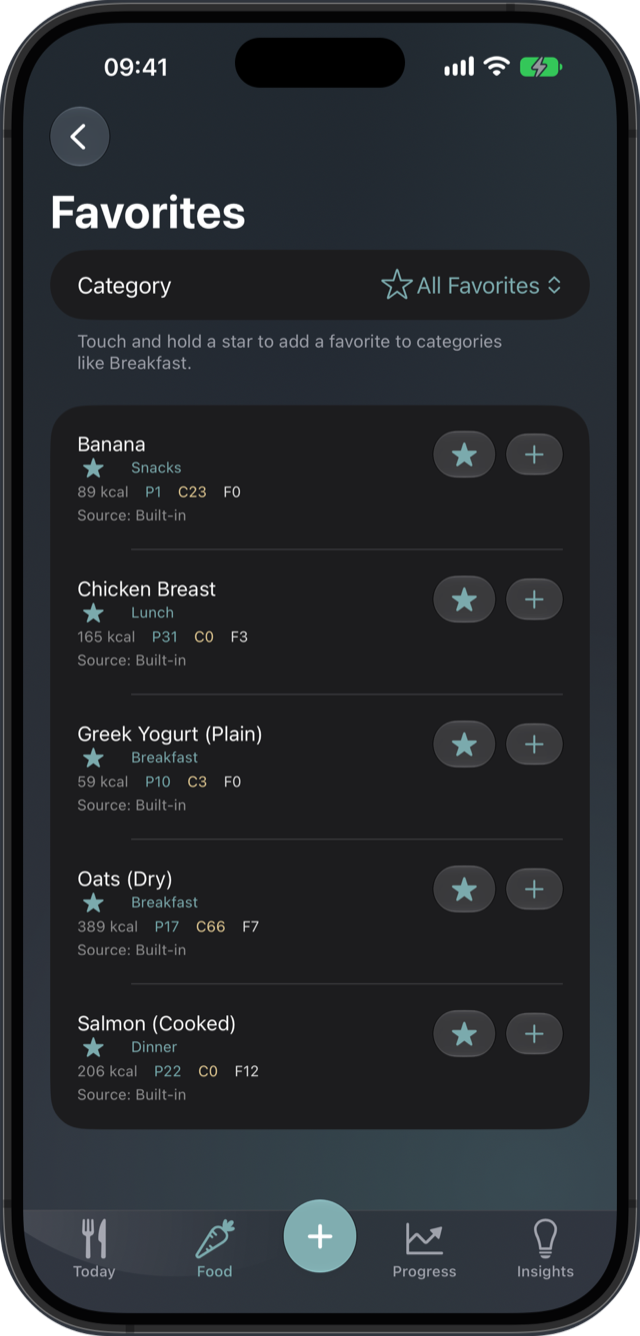 09:41
Favorites
Category All Favorites
Touch and hold a star to add a favorite to categories
like Breakfast.
Banana
Snacks
89 kcal P1 C23 F0
Source: Built-in
Chicken Breast
Lunch
165 kcal P31 C0 F3
Source: Built-in
Greek Yogurt (Plain)
Breakfast
59 kcal P10 C3 F0
Source: Built-in
Oats (Dry)
Breakfast
389 kcal P17 C66 F7
Source: Built-in
Salmon (Cooked)
Dinner
206 kcal P22 C0 F12
Source: Built-in
Today Food Progress Insights